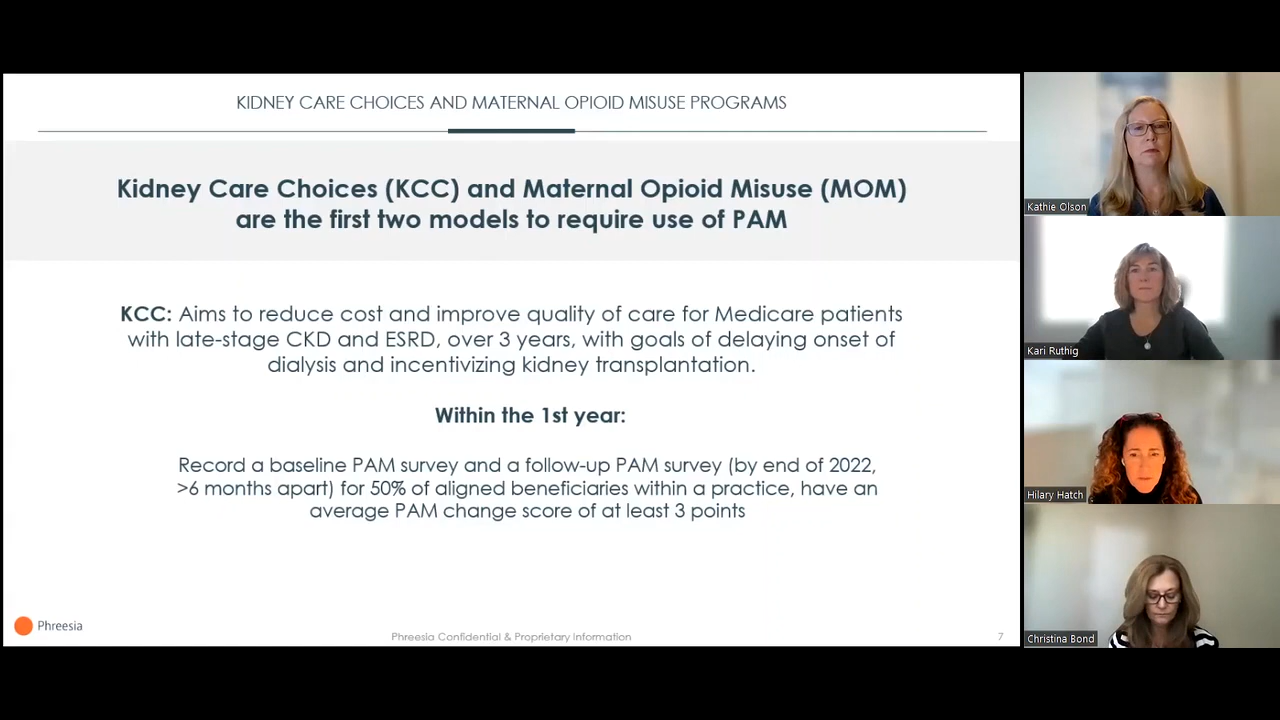 KIDNEY CARE CHOICES AND MATERNAL OPIOID MISUSE PROGRAMS
Kidney Care Choices (KCC) and Maternal Opioid Misuse (MOM)
are the first two models to require use of PAM
KCC: Aims to reduce cost and improve quality of care for Medicare patients
with late-stage CKD and ESRD, over 3 years, with goals of delaying onset of
dialysis and incentivizing kidney transplantation.
Within the 1st year:
Record a baseline PAM survey and a follow-up PAM survey (by end of 2022,
>6 months apart) for 50% of aligned beneficiaries within a practice, have an
average PAM change score of at least 3 points
Phreesia
Phreesia Confidential & Proprietary Information
7
Kathie Olson
Kari Ruthig
Hilary Hatch
Christina Bond